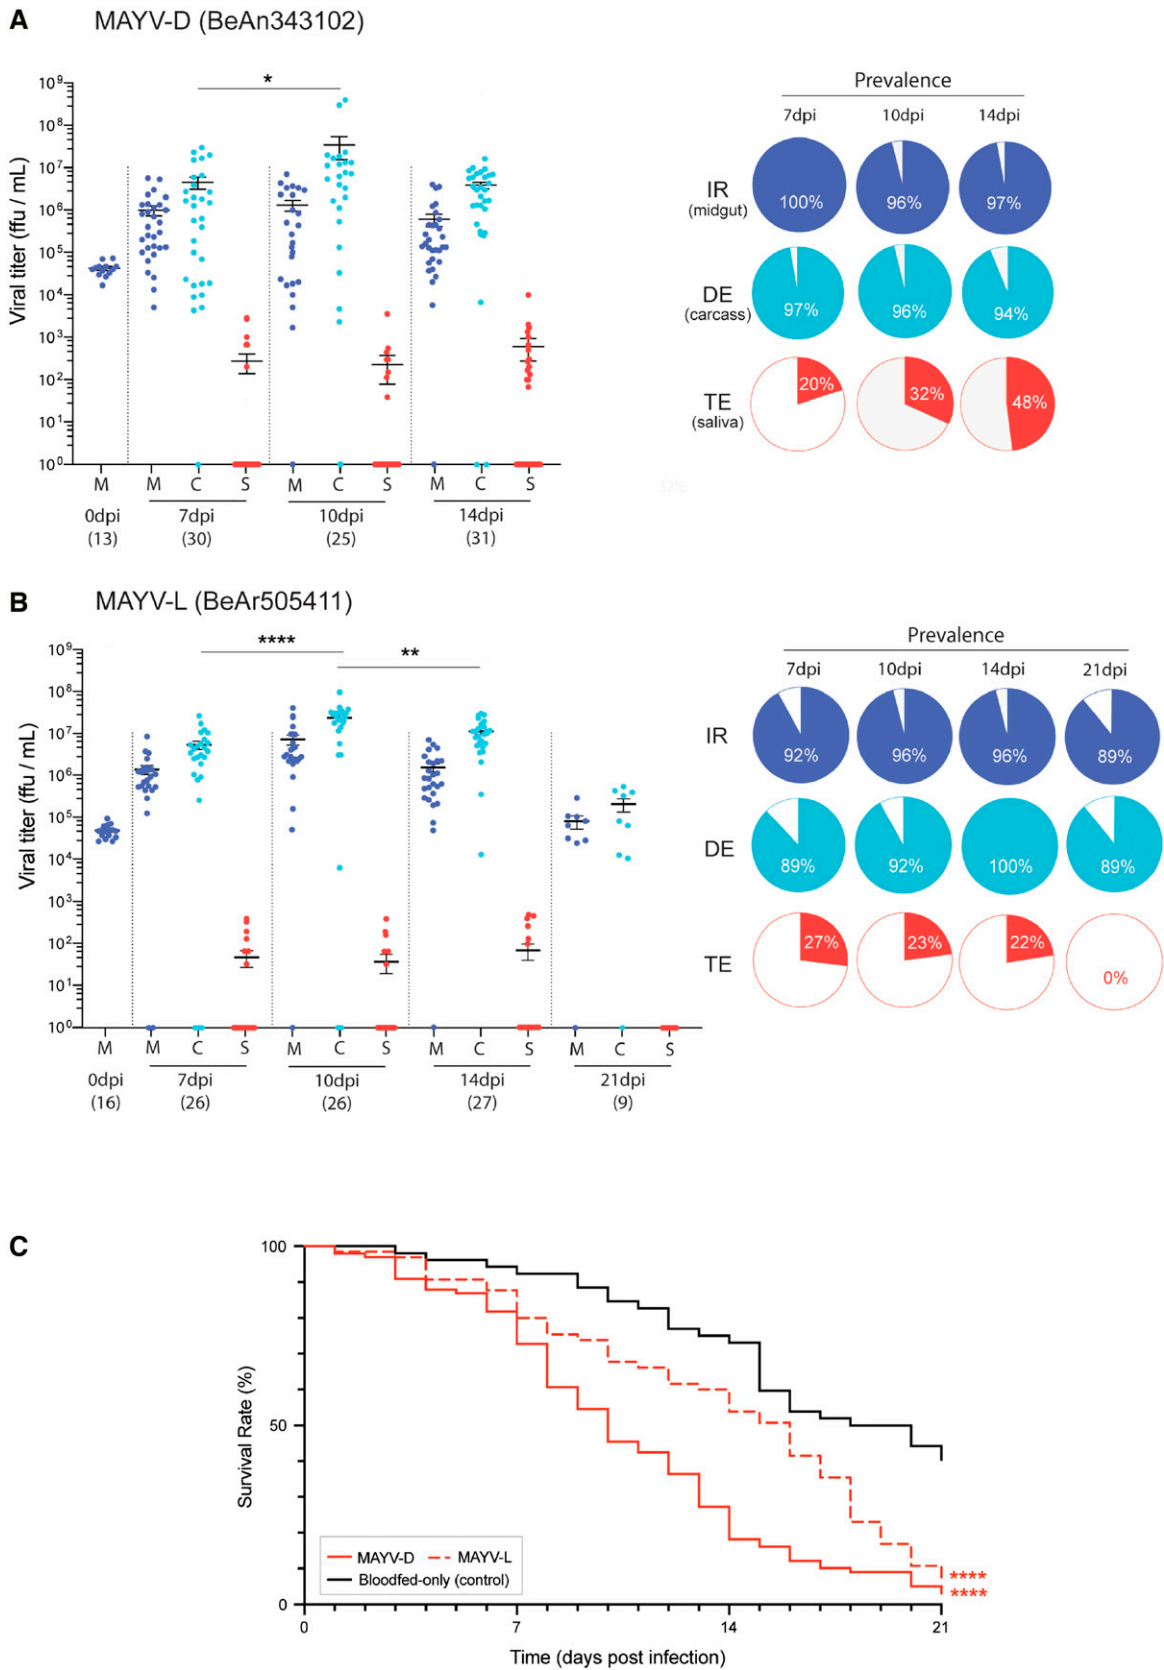 A MAYV-D (BeAn343102)
Viral titer (ffu / mL)
10⁹
10⁸
10⁷
10⁶
10⁵
10⁴
10³
10²
10⁰
*
M M C S M C S M C S
0dpi 7dpi 10dpi 14dpi
(13) (30) (25) (31)
Prevalence
7dpi 10dpi 14dpi
IR
(midgut)
100% 96% 97%
DE
(carcass)
97% 96% 94%
TE
(saliva)
20% 32% 48%
B MAYV-L (BeAr505411)
Viral titer (ffu / mL)
10⁹
10⁸
10⁷
10⁶
10⁵
10⁴
10³
10²
10¹
10⁰
**** **
M M C S M C S M C S M C S
0dpi 7dpi 10dpi 14dpi 21dpi
(16) (26) (26) (27) (9)
Prevalence
7dpi 10dpi 14dpi 21dpi
IR
92% 96% 96% 89%
DE
89% 92% 100% 89%
TE
27% 23% 22% 0%
C
Survival Rate (%)
100
50
0
MAYV-D MAYV-L
Bloodfed-only (control)
****
****
0 7 14 21
Time (days post infection)